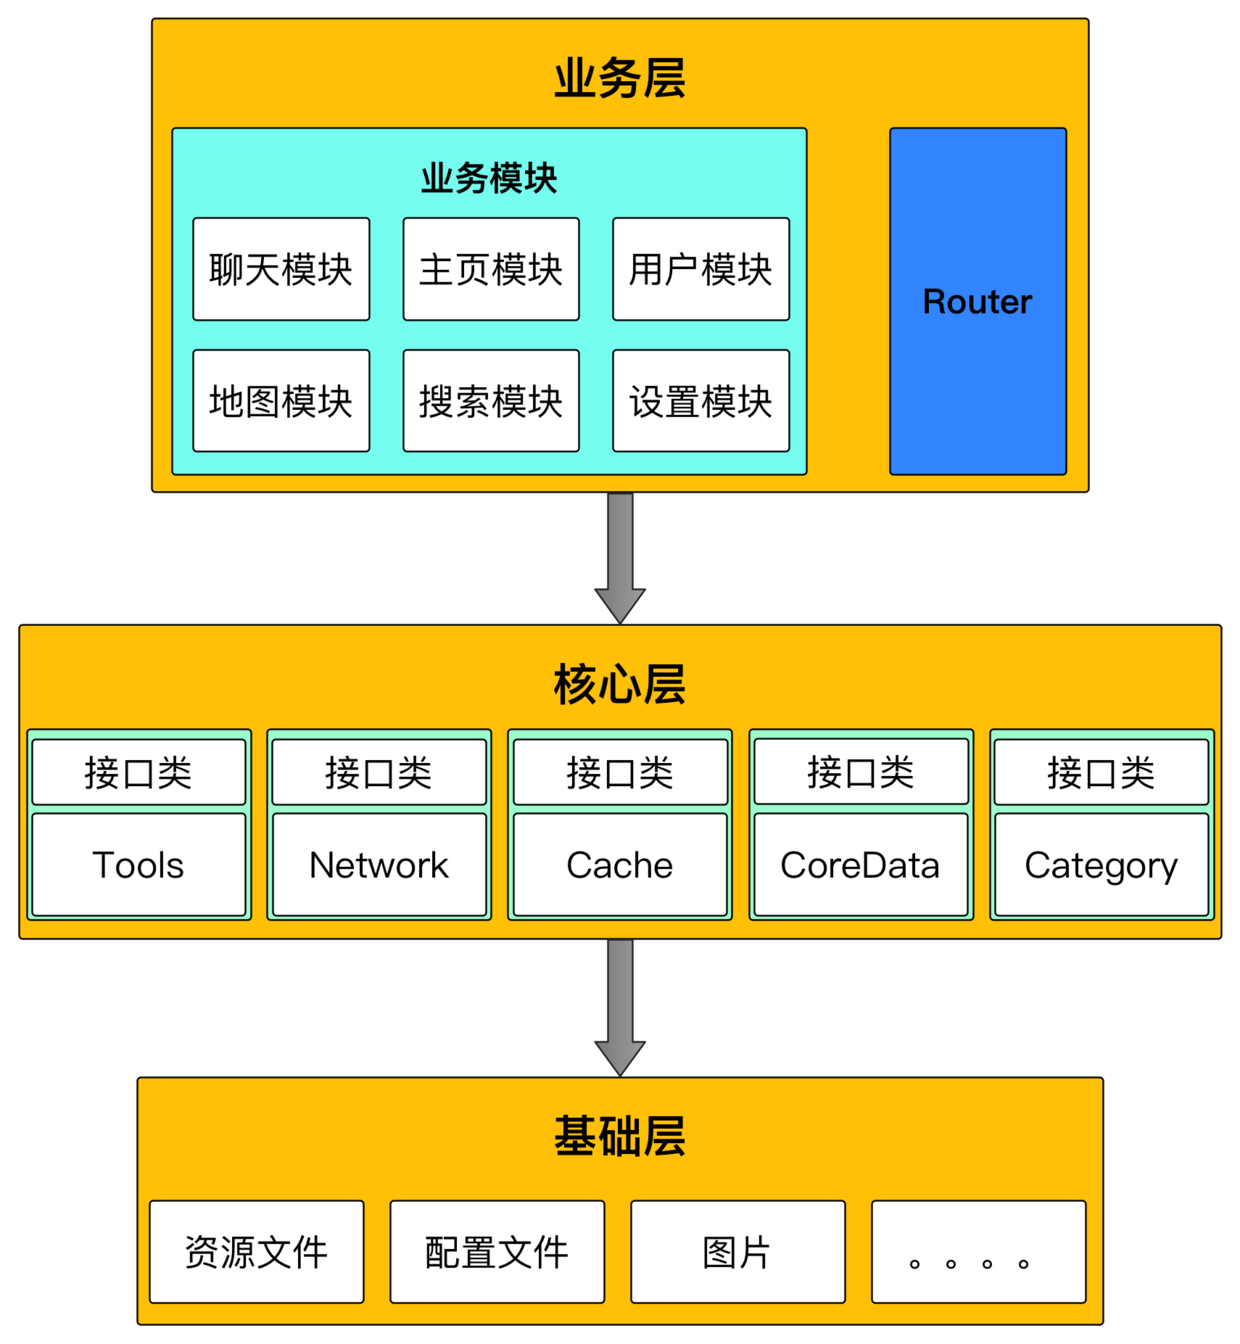 业务层
业务模块
聊天模块
主页模块
用户模块
地图模块
搜索模块
设置模块
Router
核心层
接口类
接口类
接口类
接口类
接口类
Tools
Network
Cache
CoreData
Category
基础层
资源文件
配置文件
图片
。。。。